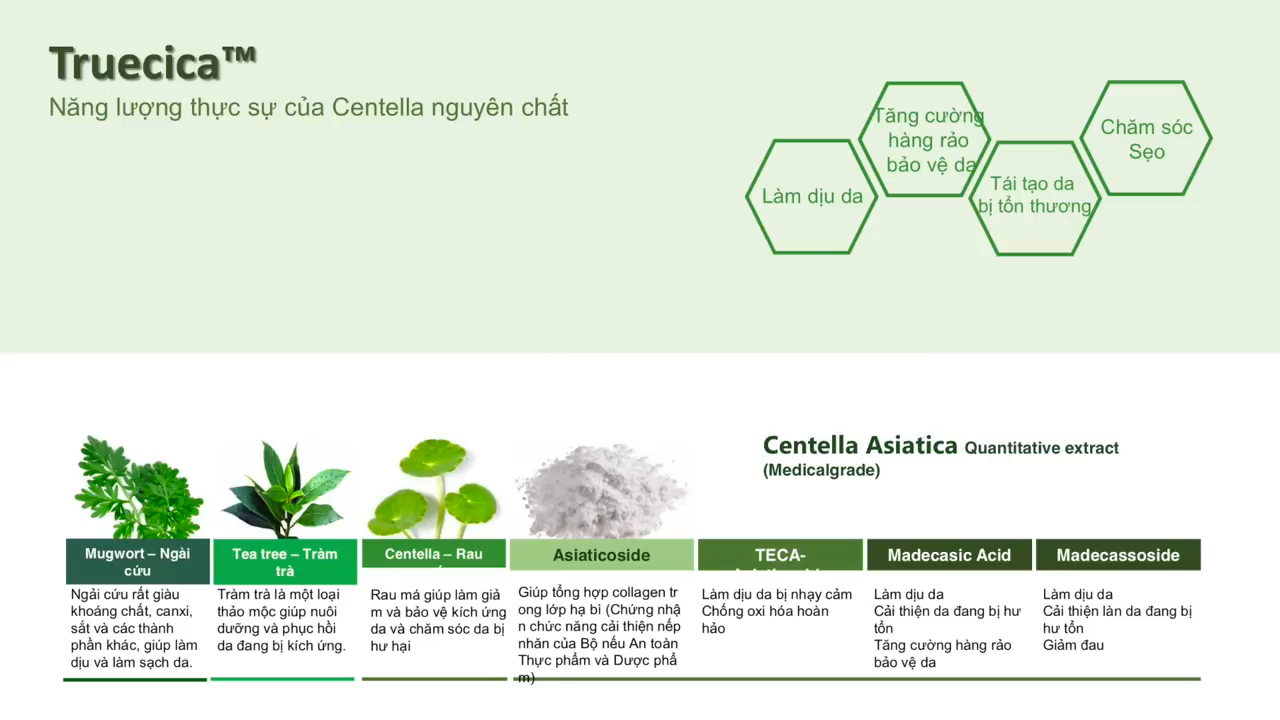 Truecica™
Năng lượng thực sự của Centella nguyên chất
Làm dịu da
Tăng cường
hàng rảo
bảo vệ da
Tái tạo da
bị tổn thương
Chăm sóc
Sẹo
Centella Asiatica Quantitative extract
(Medicalgrade)
Mugwort – Ngài
cứu
Ngải cứu rất giàu
khoáng chất, canxi,
sắt và các thành
phần khác, giúp làm
dịu và làm sạch da.
Tea tree – Tràm
trà
Tràm trà là một loại
thảo mộc giúp nuôi
dưỡng và phục hồi
da đang bị kích ứng.
Centella – Rau
Rau má giúp làm giả
m và bảo vệ kích ứng
da và chăm sóc da bị
hư hại
Asiaticoside
Giúp tổng hợp collagen tr
ong lớp hạ bì (Chứng nhậ
n chức năng cải thiện nếp
nhăn của Bộ nếu An toàn
Thực phẩm và Dược phẩ
m)
TECA-
Làm dịu da bị nhạy cảm
Chống oxi hóa hoàn
hảo
Madecasic Acid
Làm dịu da
Cải thiện da đang bị hư
tổn
Tăng cường hàng rảo
bảo vệ da
Madecassoside
Làm dịu da
Cải thiện làn da đang bị
hư tổn
Giảm đau